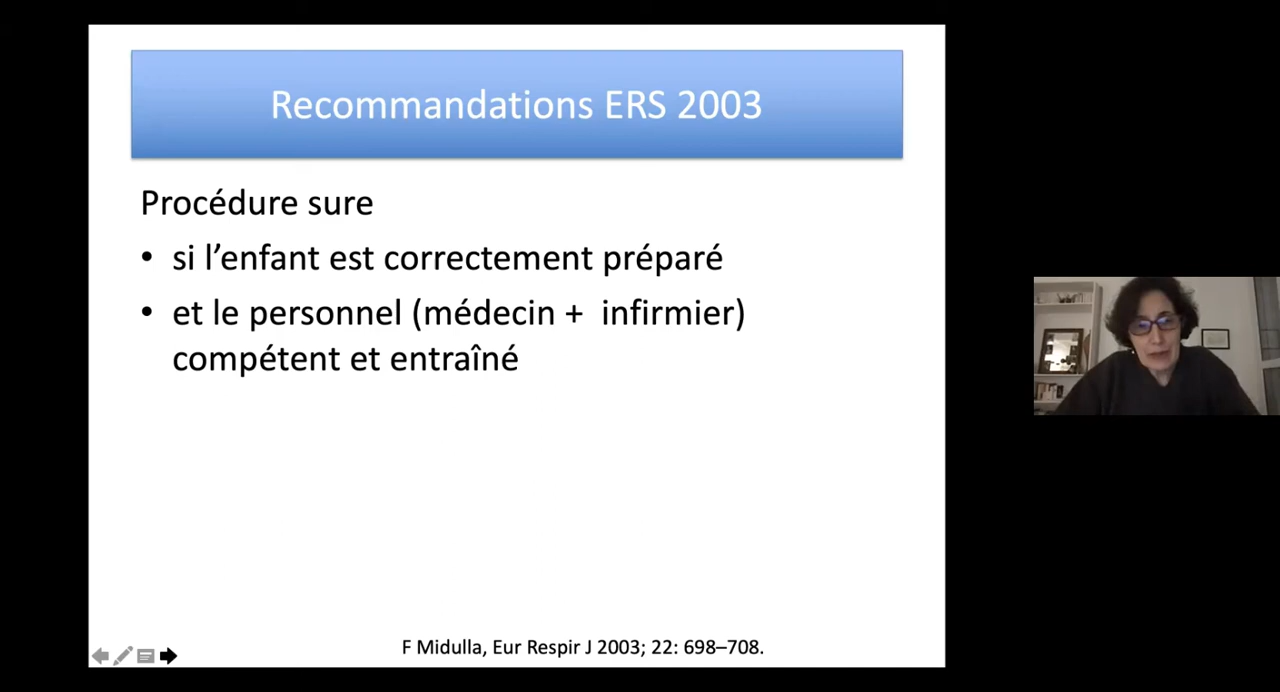 Recommandations ERS 2003
Procédure sure
• si l’enfant est correctement préparé
• et le personnel (médecin + infirmier)
compétent et entraîné
F Midulla, Eur Respir J 2003; 22: 698–708.